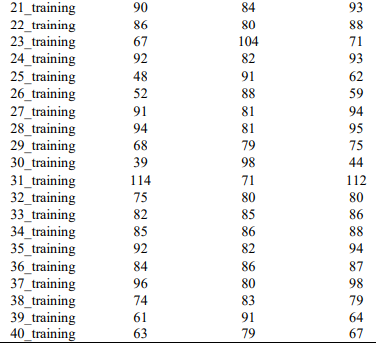 21_training 90 84 93
22_training 86 80 88
23_training 67 104 71
24_training 92 82 93
25_training 48 91 62
26_training 52 88 59
27_training 91 81 94
28_training 94 81 95
29_training 68 79 75
30_training 39 98 44
31_training 114 71 112
32_training 75 80 80
33_training 82 85 86
34_training 85 86 88
35_training 92 82 94
36_training 84 86 87
37_training 96 80 98
38_training 74 83 79
39_training 61 91 64
40_training 63 79 67